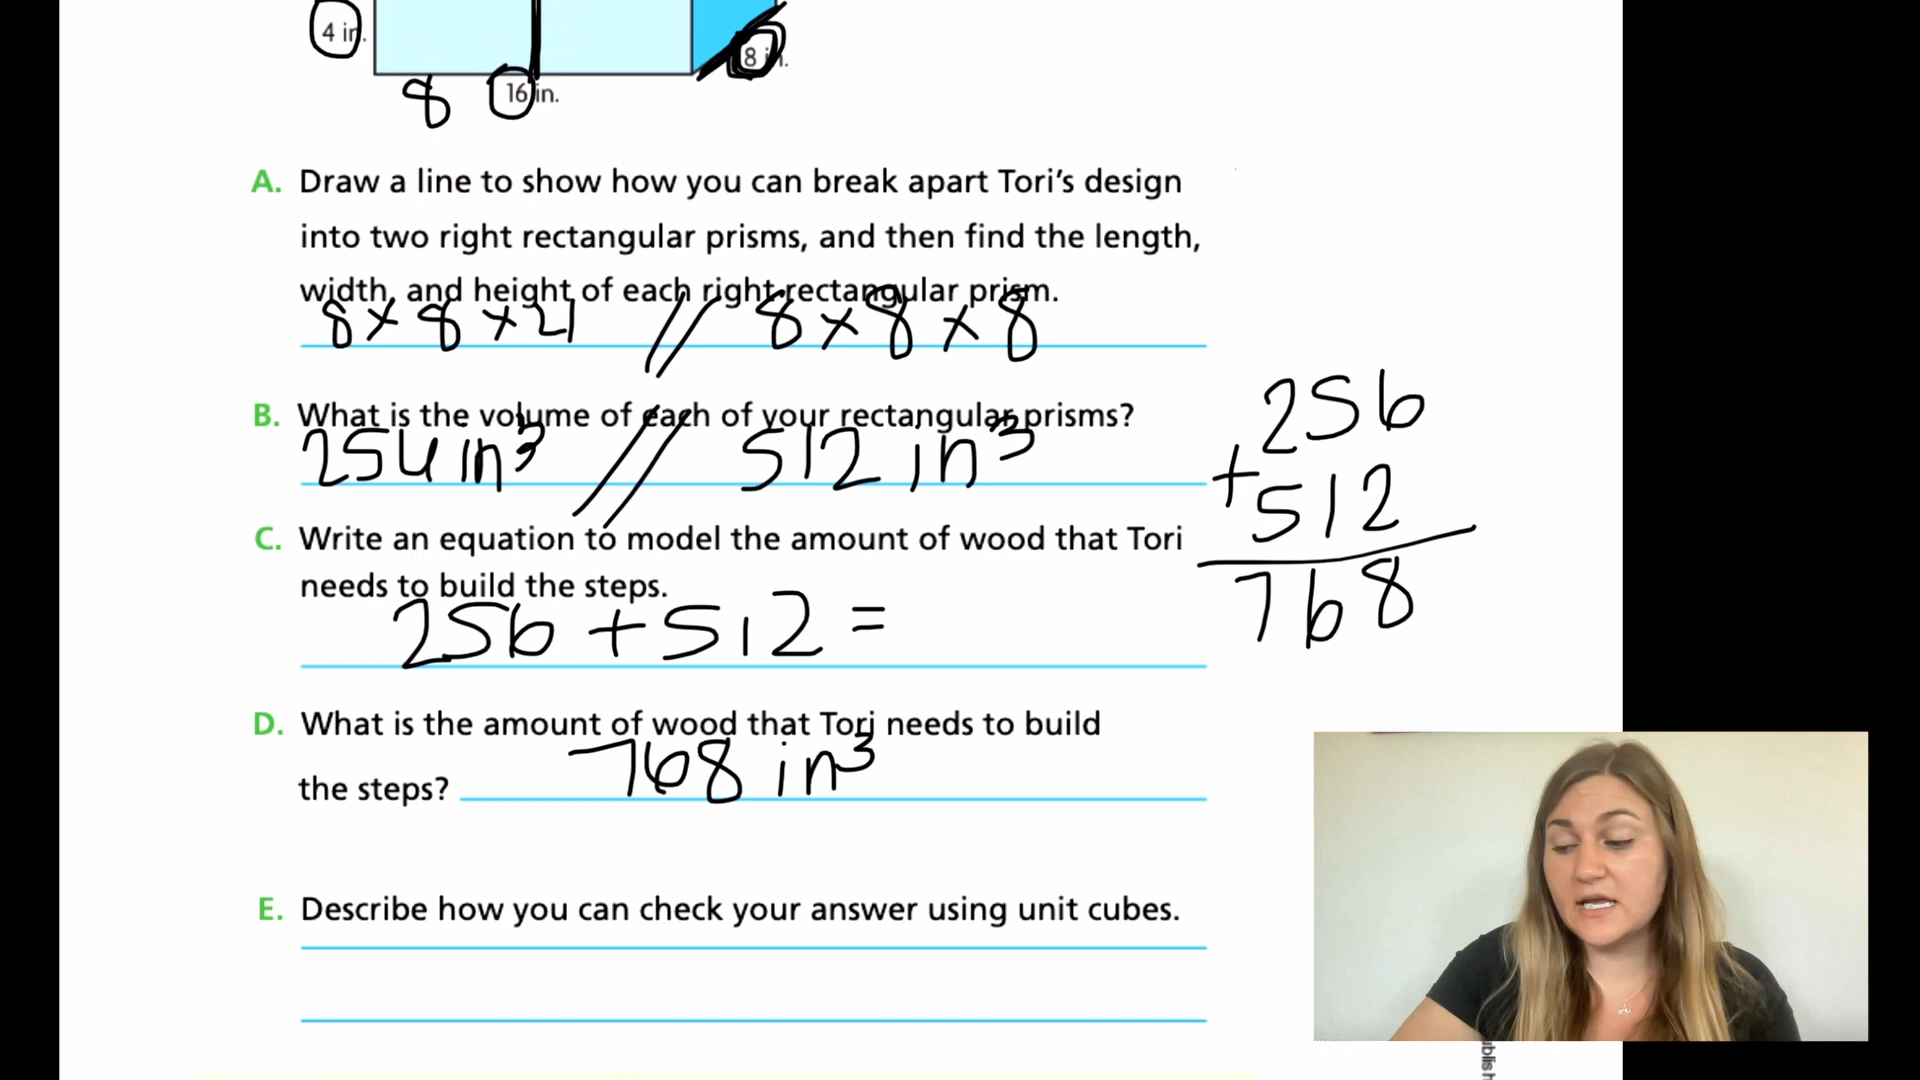 4 in.
8 in.
8 16 in.
A. Draw a line to show how you can break apart Tori's design
into two right rectangular prisms, and then find the length,
width, and height of each right rectangular prism.
8 x 8 x 4 // 8 x 8 x 8
B. What is the volume of each of your rectangular prisms?
256 in³ // 512 in³
C. Write an equation to model the amount of wood that Tori
needs to build the steps.
256 + 512 =
256
+ 512
768
D. What is the amount of wood that Tori needs to build
the steps? 768 in³
E. Describe how you can check your answer using unit cubes.